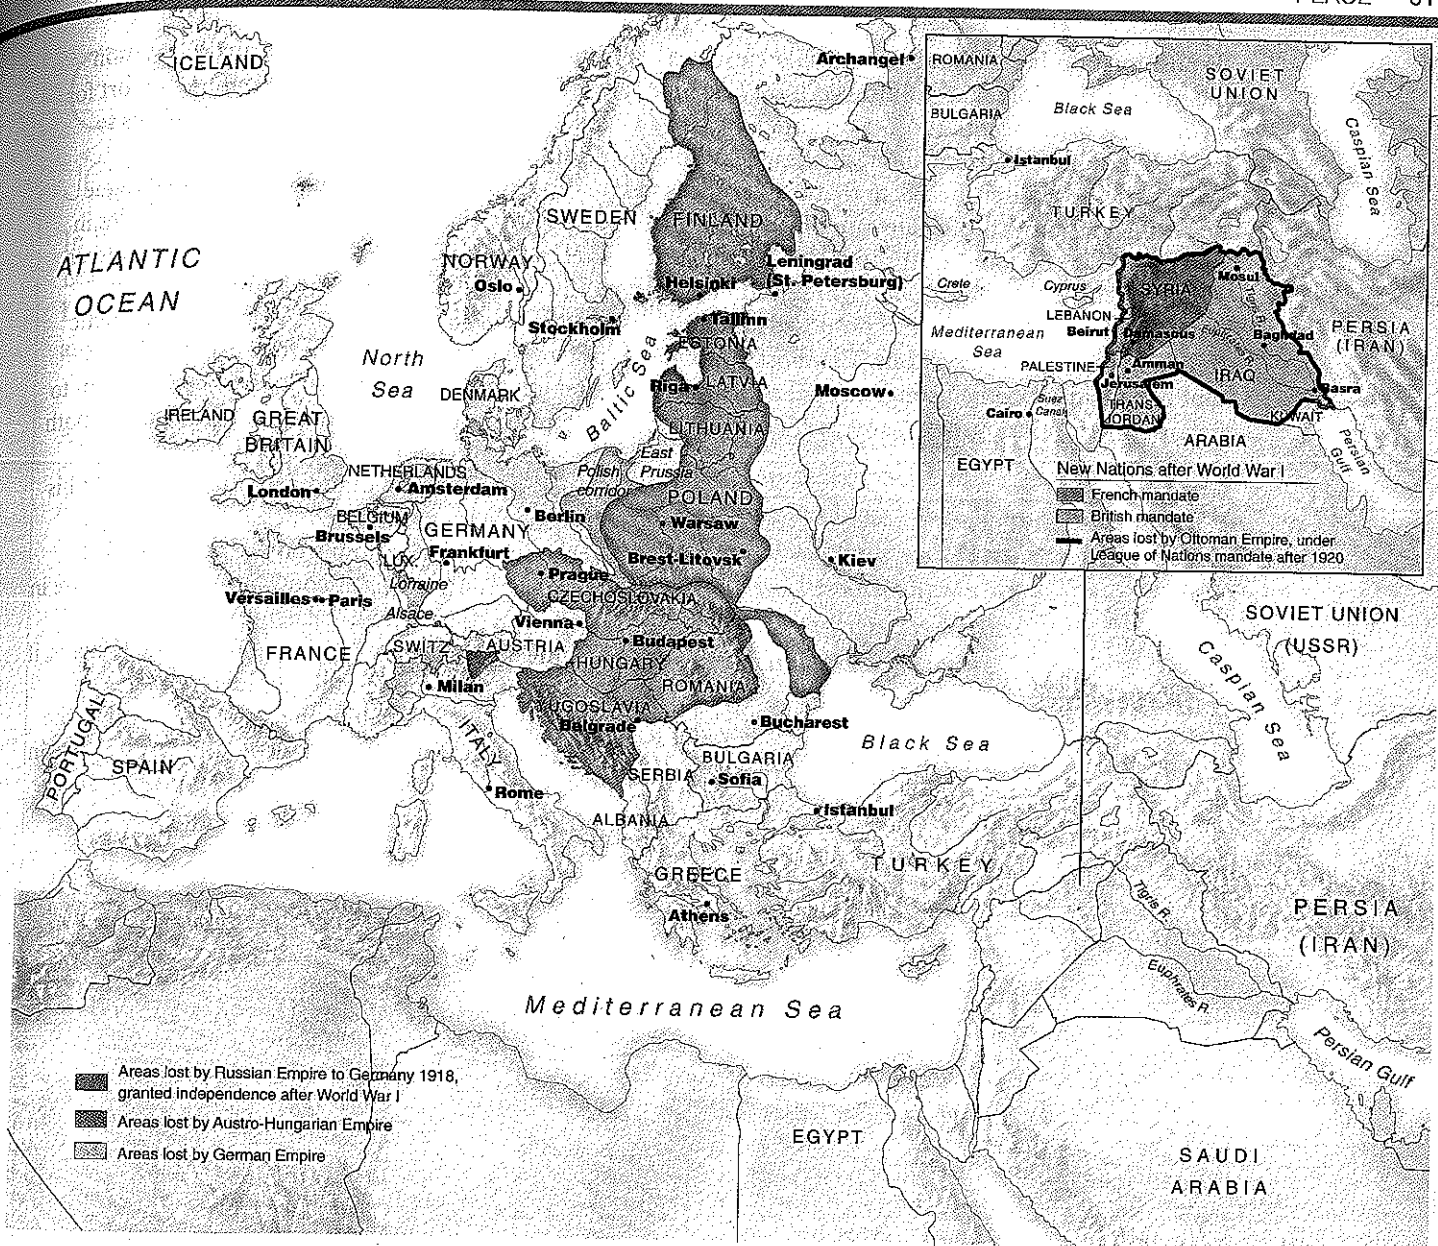 ICELAND
Archangel
ATLANTIC
OCEAN
SWEDEN
FINLAND
NORWAY
Oslo
Helsinki
Leningrad
(St. Petersburg)
Stockholm
Tallinn
ESTONIA
North
Sea
Baltic Sea
Riga
LATVIA
Moscow
DENMARK
IRELAND
GREAT
BRITAIN
LITHUANIA
NETHERLANDS
Amsterdam
London
East
Prussia
Polish
corridor
POLAND
Warsaw
Berlin
BELGIUM
Brussels
GERMANY
Frankfurt
Brest-Litovsk
Kiev
LUX.
Lorraine
Prague
CZECHOSLOVAKIA
Versailles
Paris
Alsace
Vienna
Budapest
FRANCE
SWITZ.
AUSTRIA
HUNGARY
ROMANIA
Milan
YUGOSLAVIA
Belgrade
Bucharest
Black Sea
PORTUGAL
SPAIN
ITALY
Rome
SERBIA
BULGARIA
Sofia
ALBANIA
Istanbul
GREECE
Athens
TURKEY
Mediterranean Sea
SOVIET UNION
(USSR)
Caspian Sea
Tigris R.
Euphrates R.
PERSIA
(IRAN)
Persian Gulf
EGYPT
SAUDI
ARABIA
Areas lost by Russian Empire to Germany 1918,
granted independence after World War I
Areas lost by Austro-Hungarian Empire
Areas lost by German Empire
ROMANIA
SOVIET
UNION
BULGARIA
Black Sea
Caspian Sea
Istanbul
TURKEY
Crete
Cyprus
SYRIA
Mosul
LEBANON
Beirut
Damascus
Baghdad
Mediterranean
Sea
PERSIA
(IRAN)
PALESTINE
Amman
Jerusalem
IRAQ
Basra
Cairo
Suez
Canal
TRANS-
JORDAN
KUWAIT
ARABIA
Persian
Gulf
EGYPT
New Nations after World War I
French mandate
British mandate
Areas lost by Ottoman Empire, under
League of Nations mandate after 1920